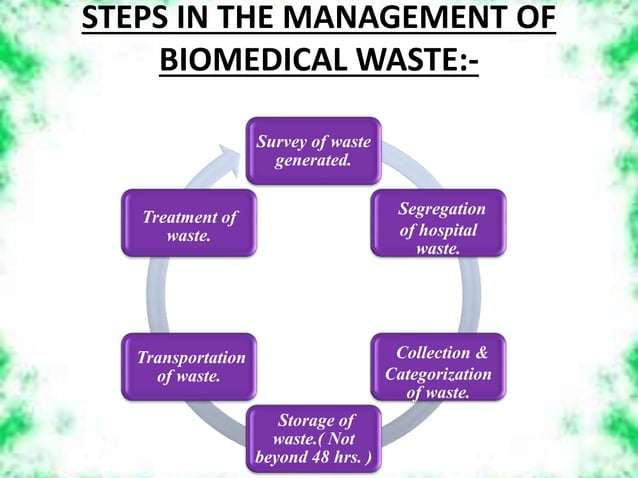 STEPS IN THE MANAGEMENT OF
BIOMEDICAL WASTE:-
Survey of waste
generated.
Segregation
of hospital
waste.
Collection &
Categorization
of waste.
Storage of
waste.( Not
beyond 48 hrs. )
Transportation
of waste.
Treatment of
waste.